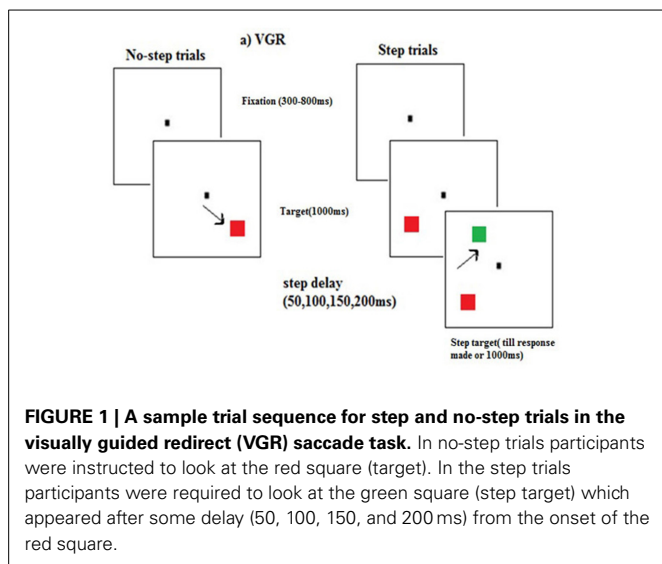 a) VGR
No-step trials
Step trials
Fixation (300-800ms)
Target(1000ms)
step delay
(50,100,150,200ms)
Step target( till response
made or 1000ms)
FIGURE 1 | A sample trial sequence for step and no-step trials in the
visually guided redirect (VGR) saccade task. In no-step trials participants
were instructed to look at the red square (target). In the step trials
participants were required to look at the green square (step target) which
appeared after some delay (50, 100, 150, and 200 ms) from the onset of the
red square.